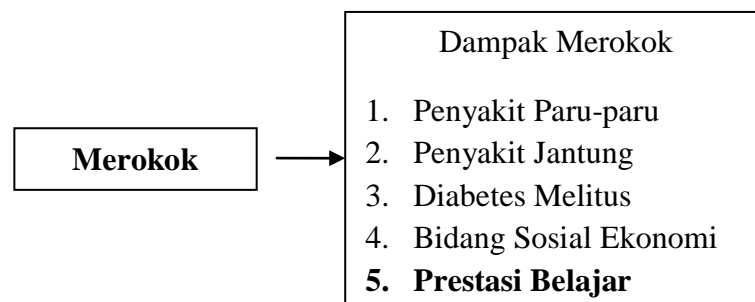 Merokok
Dampak Merokok
1. Penyakit Paru-paru
2. Penyakit Jantung
3. Diabetes Melitus
4. Bidang Sosial Ekonomi
5. Prestasi Belajar